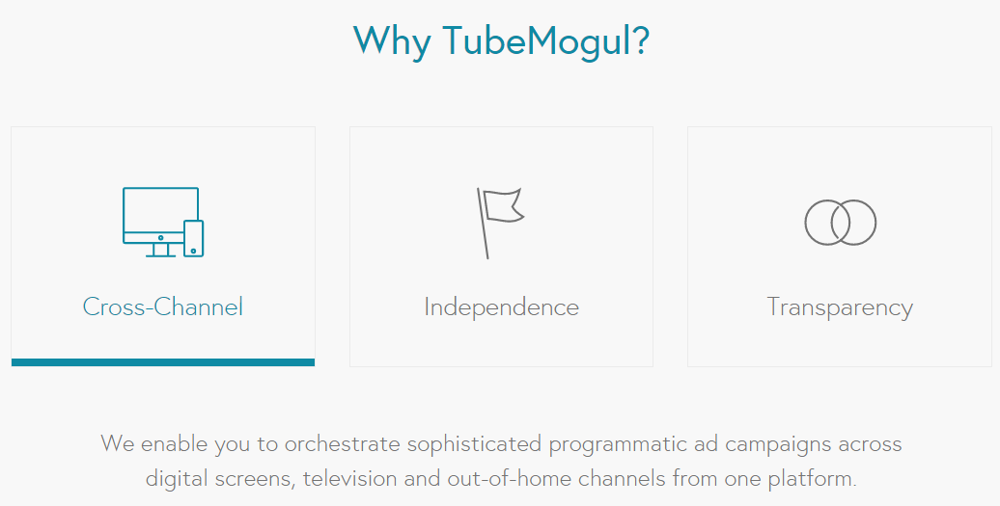 Why TubeMogul?
Cross-Channel
Independence
Transparency
We enable you to orchestrate sophisticated programmatic ad campaigns across
digital screens, television and out-of-home channels from one platform.